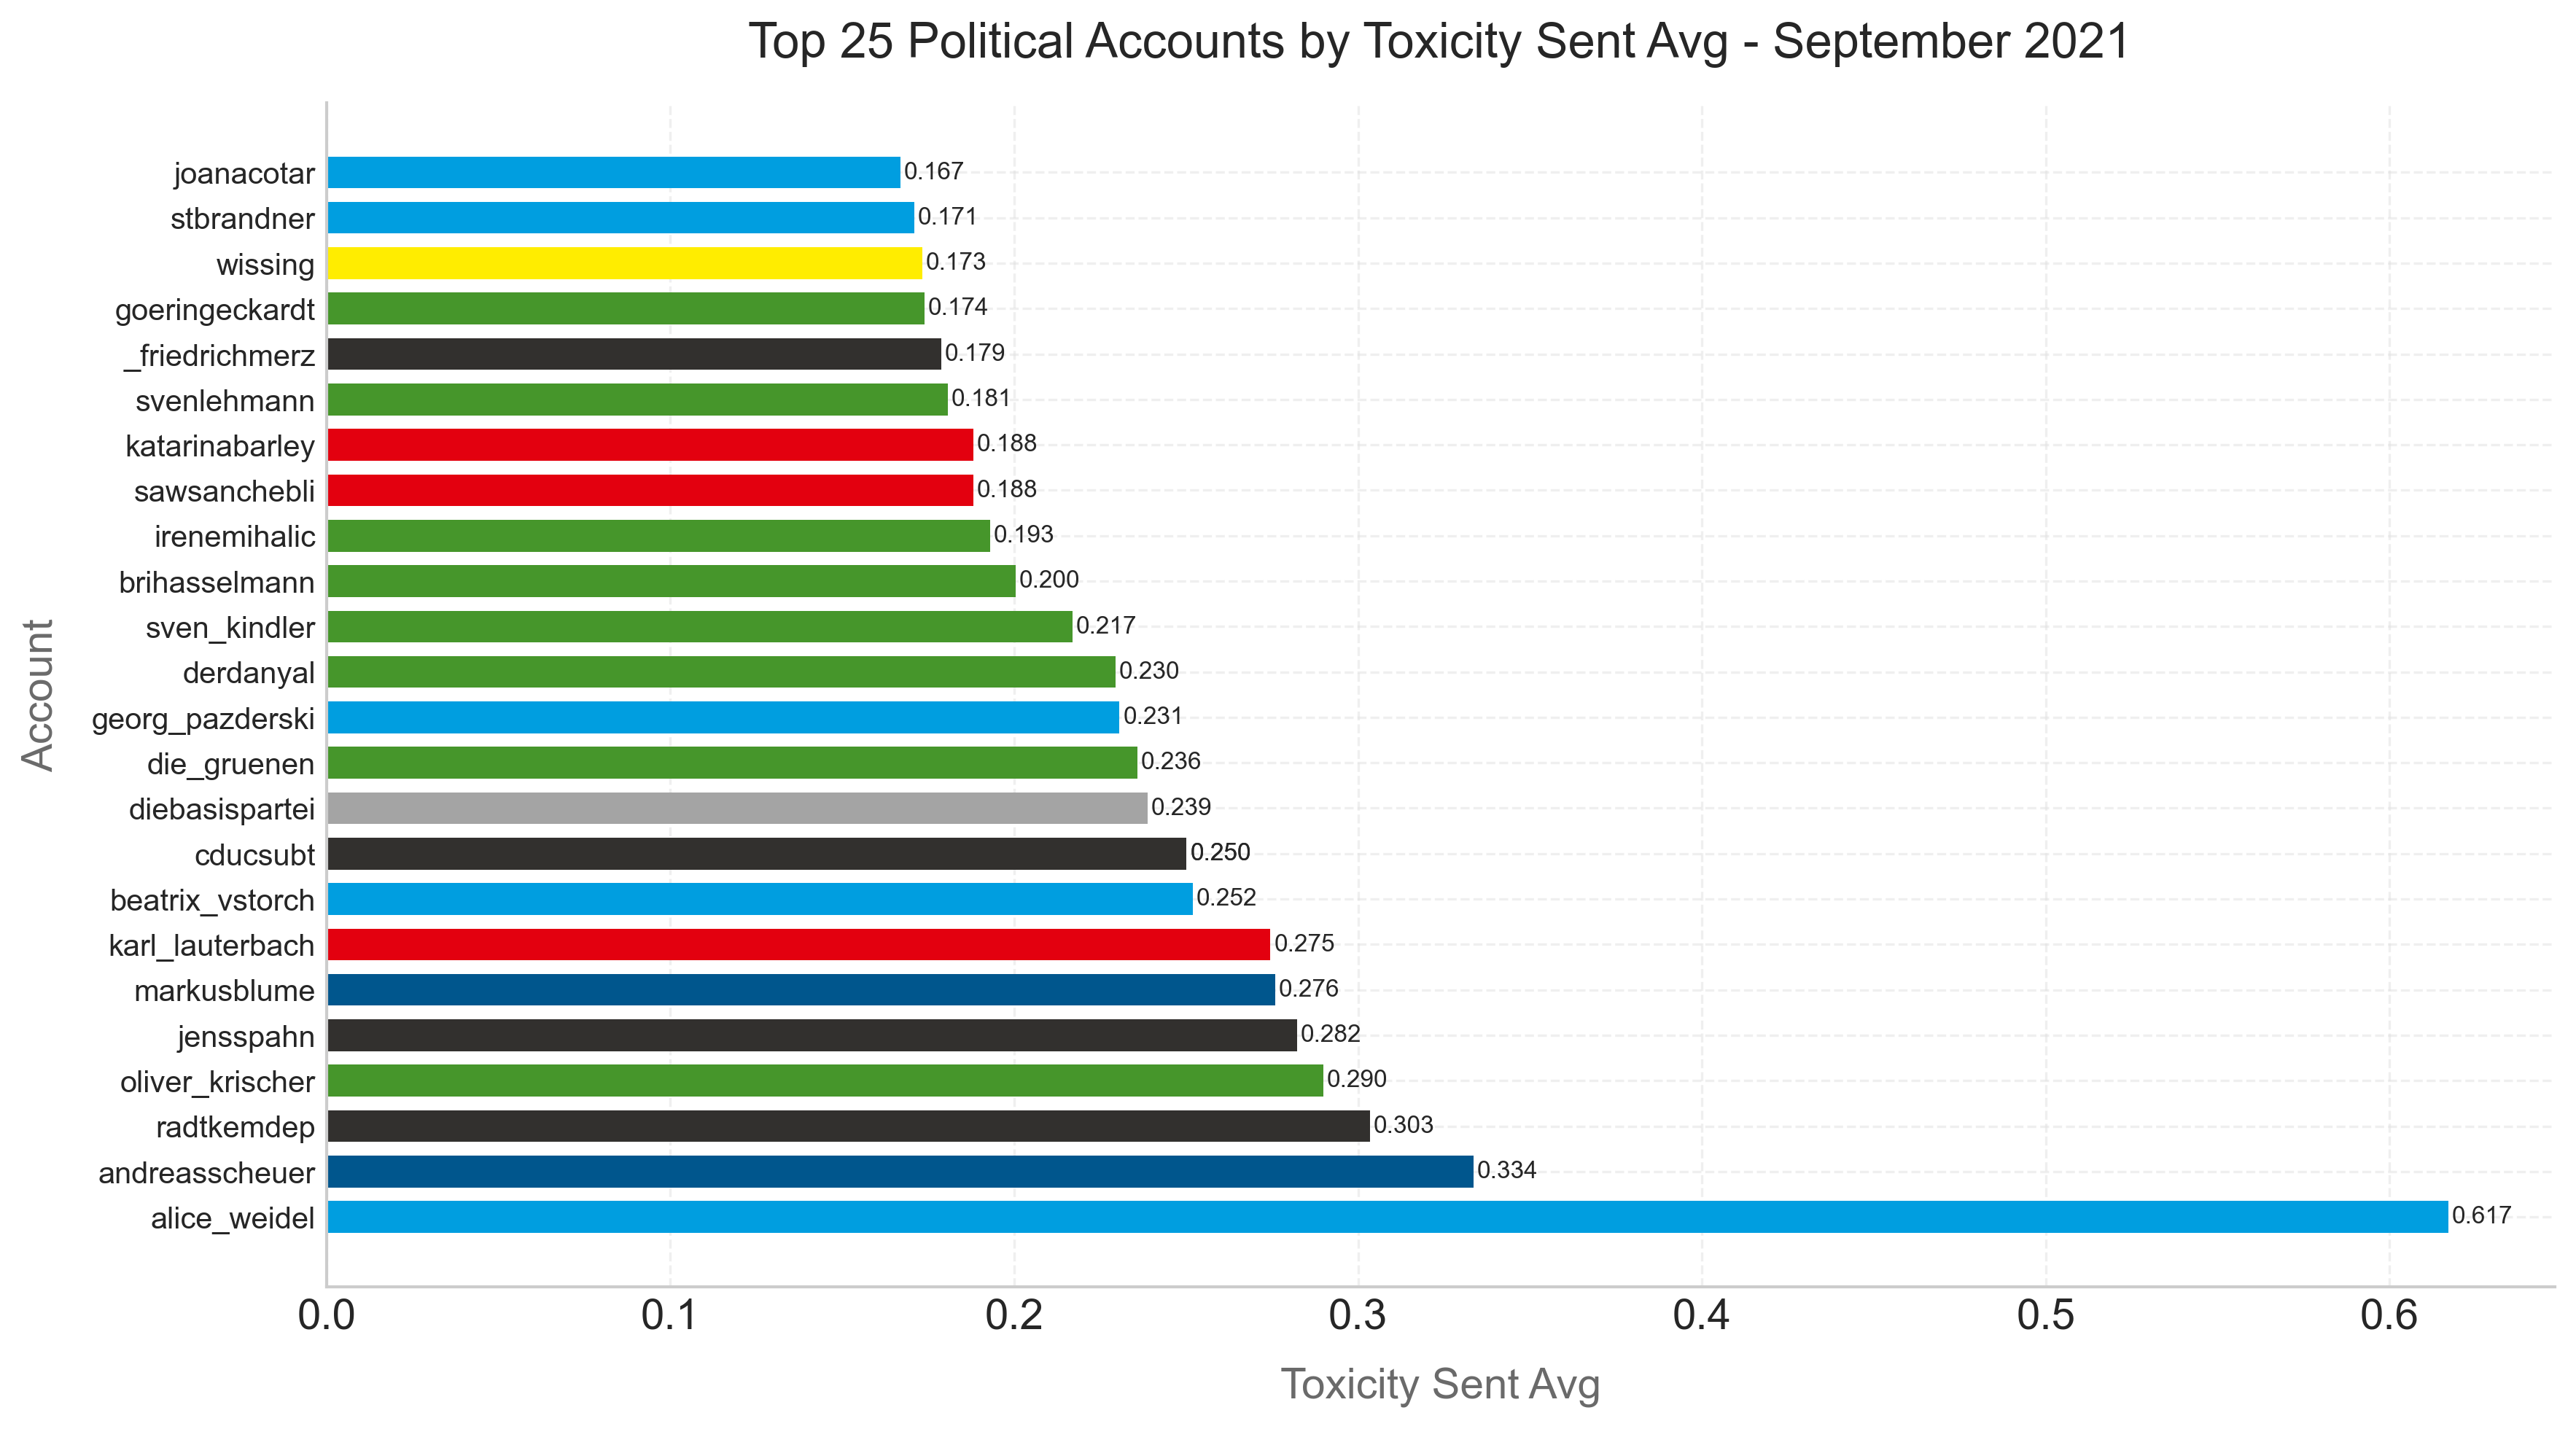 Top 25 Political Accounts by Toxicity Sent Avg - September 2021
Account
joanacotar 0.167
stbrandner 0.171
wissing 0.173
goeringeckardt 0.174
_friedrichmerz 0.179
svenlehmann 0.181
katarinabarley 0.188
sawsanchebli 0.188
irenemihalic 0.193
brihasselmann 0.200
sven_kindler 0.217
derdanyal 0.230
georg_pazderski 0.231
die_gruenen 0.236
diebasispartei 0.239
cducsubt 0.250
beatrix_vstorch 0.252
karl_lauterbach 0.275
markusblume 0.276
jensspahn 0.282
oliver_krischer 0.290
radtkemdep 0.303
andreasscheuer 0.334
alice_weidel 0.617
0.0 0.1 0.2 0.3 0.4 0.5 0.6
Toxicity Sent Avg